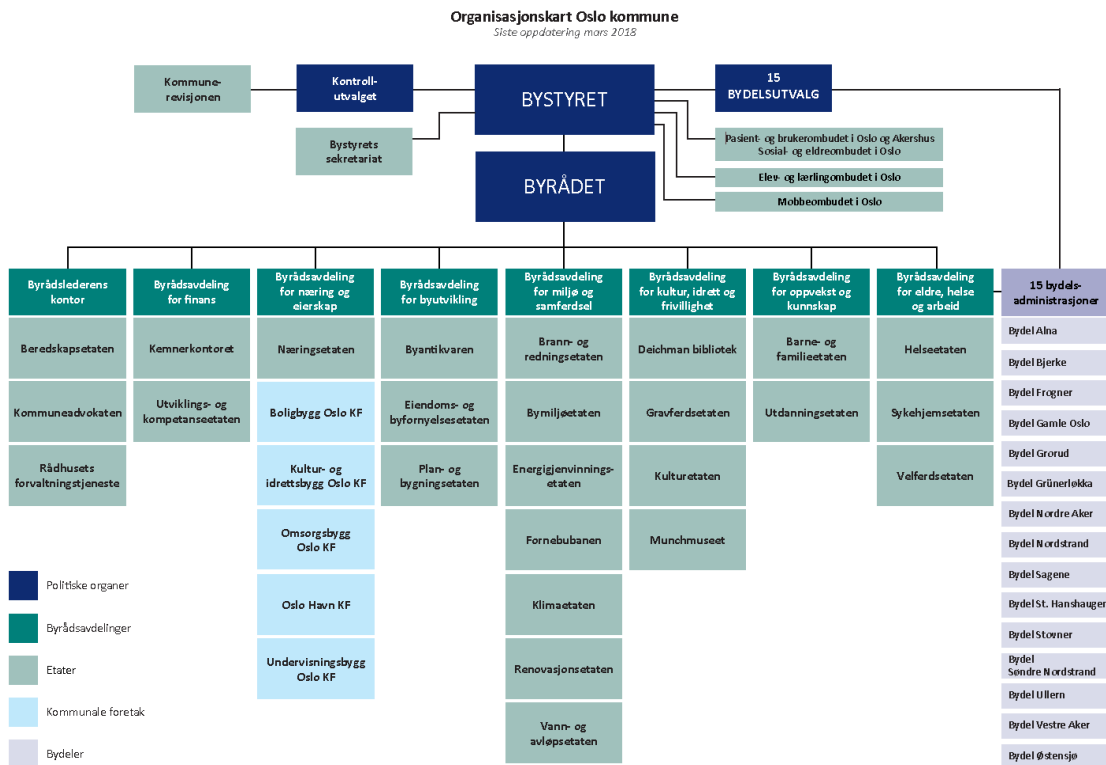 Organisasjonskart Oslo kommune
Siste oppdatering mars 2018
Kommune-
revisjonen
Kontroll-
utvalget
BYSTYRET
15
BYDELSUTVALG
Bystyrets
sekretariat
Pasient- og brukerombudet i Oslo og Akershus
Sosial- og eldreombudet i Oslo
Elev- og lærlingombudet i Oslo
Mobbeombudet i Oslo
BYRÅDET
Byrådslederens
kontor
Beredskapsetaten
Kommuneadvokaten
Rådhusets
forvaltningstjeneste
Byrådsavdeling
for finans
Kemnerkontoret
Utviklings- og
kompetanseetaten
Byrådsavdeling
for næring og
eierskap
Næringsetaten
Boligbygg Oslo KF
Kultur- og
idrettsbygg Oslo KF
Omsorgsbygg
Oslo KF
Oslo Havn KF
Undervisningsbygg
Oslo KF
Byrådsavdeling
for byutvikling
Byantikvaren
Eiendoms- og
byfornyelsesetaten
Plan- og
bygningsetaten
Byrådsavdeling
for miljø og
samferdsel
Brann- og
redningsetaten
Bymiljøetaten
Energigjenvinnings-
etaten
Fornebubanen
Klimaetaten
Renovasjonsetaten
Vann- og
avløpsetaten
Byrådsavdeling
for kultur, idrett og
frivillighet
Deichman bibliotek
Gravferdsetaten
Kulturetaten
Munchmuseet
Byrådsavdeling
for oppvekst og
kunnskap
Barne- og
familieetaten
Utdanningsetaten
Byrådsavdeling
for eldre, helse
og arbeid
Helseetaten
Sykehjemsetaten
Velferdsetaten
15 bydels-
administrasjoner
Bydel Alna
Bydel Bjerke
Bydel Frogner
Bydel Gamle Oslo
Bydel Grorud
Bydel Grünerløkka
Bydel Nordre Aker
Bydel Nordstrand
Bydel Sagene
Bydel St. Hanshaugen
Bydel Stovner
Bydel
Søndre Nordstrand
Bydel Ullern
Bydel Vestre Aker
Bydel Østensjø
Politiske organer
Byrådsavdelinger
Etater
Kommunale foretak
Bydeler